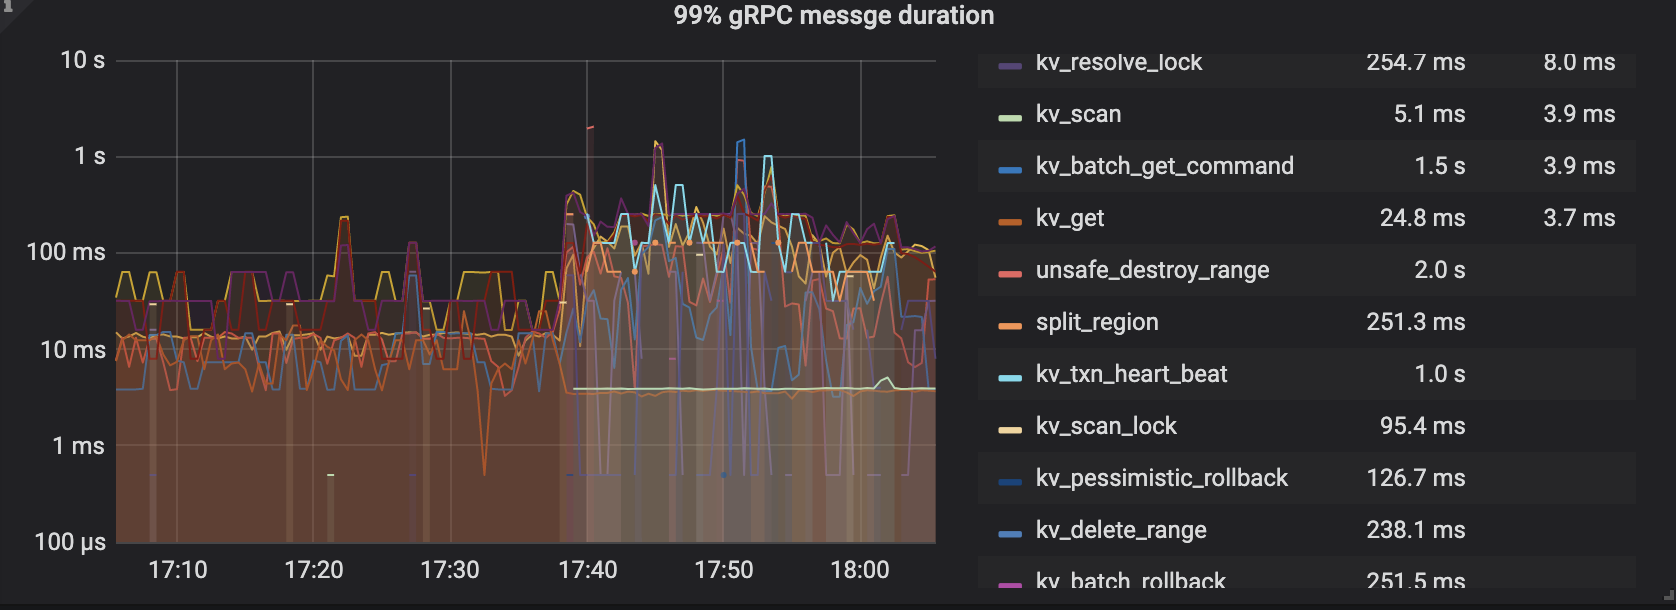 i
99% gRPC messge duration
10 s
1 s
100 ms
10 ms
1 ms
100 µs
17:10 17:20 17:30 17:40 17:50 18:00
kv_resolve_lock 254.7 ms 8.0 ms
kv_scan 5.1 ms 3.9 ms
kv_batch_get_command 1.5 s 3.9 ms
kv_get 24.8 ms 3.7 ms
unsafe_destroy_range 2.0 s
split_region 251.3 ms
kv_txn_heart_beat 1.0 s
kv_scan_lock 95.4 ms
kv_pessimistic_rollback 126.7 ms
kv_delete_range 238.1 ms
kv_batch_rollback 251.5 ms